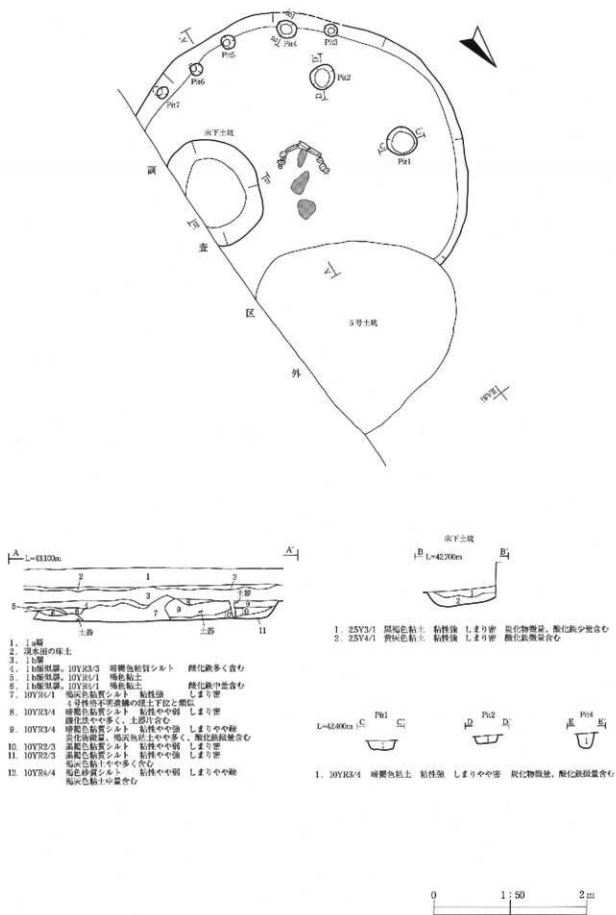 Pit5
Pit4
Pit3
Pit6
Pit7
Pit2
Pit1
床下土坑
調
査
区
外
5号土坑
A L=43.100m A'
2 1 2
3
土器
土器 土器 11
1. Ia層
2. 現水田の床土
3. Ib層
4. Ib類似層。10YR3/3 暗褐色粘質シルト 酸化鉄多く含む
5. Ib類似層。10YR4/1 褐色粘土
6. Ib類似層。10YR4/1 褐色粘土 酸化鉄中量含む
7. 10YR4/1 褐灰色粘質シルト 粘性強 しまり密
4号性格不明遺構の埋土下位と類似
8. 10YR3/4 暗褐色粘質シルト 粘性やや弱 しまり密
酸化鉄やや多く、土器片含む
9. 10YR3/4 暗褐色粘質シルト 粘性やや強 しまりやや疎
炭化物微量、褐灰色粘土やや多く、酸化鉄微量含む
10. 10YR2/3 黒褐色粘質シルト 粘性やや弱 しまり密
11. 10YR2/3 黒褐色粘質シルト 粘性やや強 しまり密
褐灰色粘土やや多く含む
12. 10YR4/4 褐色砂質シルト 粘性やや弱 しまりやや疎
褐灰色粘土中量含む
床下土坑
B L=42.700m B'
1
2
1. 2.5Y3/1 黒褐色粘土 粘性強 しまり密 炭化物微量、酸化鉄少量含む
2. 2.5Y4/1 黄灰色粘土 粘性強 しまり密 酸化鉄微量含む
Pit1 Pit2 Pit4
L=42.400m C C' D D' E E'
1 1 1
1. 10YR3/4 暗褐色粘土 粘性強 しまりやや密 炭化物微量、酸化鉄微量含む
0 1:50 2m